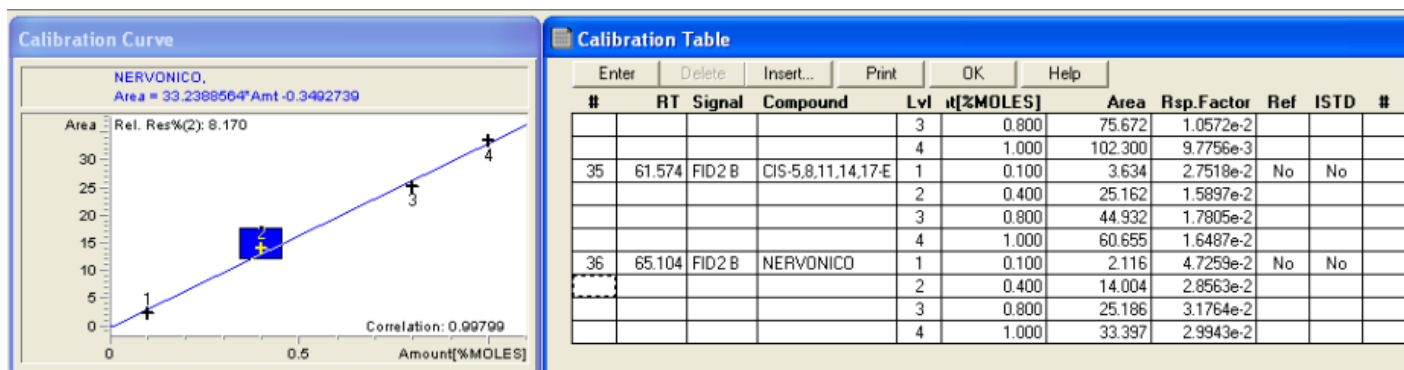 Calibration Curve
NERVONICO,
Area = 33.2388564*Amt -0.3492739
Area
Rel. Res%(2): 8.170
30
25
20
15
10
5
0
1
2
3
4
Correlation: 0.99799
0 0.5 Amount[%MOLES]
Calibration Table
Enter Delete Insert... Print OK Help
# RT Signal Compound Lvl t[%MOLES] Area Rsp.Factor Ref ISTD #
3 0.800 75.672 1.0572e-2
4 1.000 102.300 9.7756e-3
35 61.574 FID2 B CIS-5,8,11,14,17-E 1 0.100 3.634 2.7518e-2 No No
2 0.400 25.162 1.5897e-2
3 0.800 44.932 1.7805e-2
4 1.000 60.655 1.6487e-2
36 65.104 FID2 B NERVONICO 1 0.100 2.116 4.7259e-2 No No
2 0.400 14.004 2.8563e-2
3 0.800 25.186 3.1764e-2
4 1.000 33.397 2.9943e-2